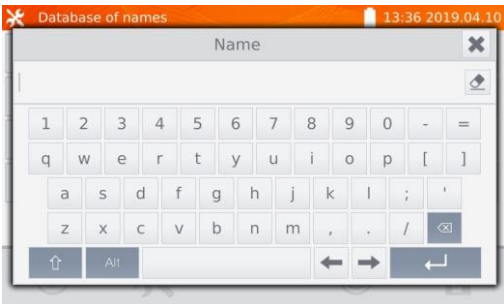 Database of names 13:36 2019.04.10
Name
1 2 3 4 5 6 7 8 9 0 - =
q w e r t y u i o p [ ]
a s d f g h j k l ; '
z x c v b n m , . /
Alt